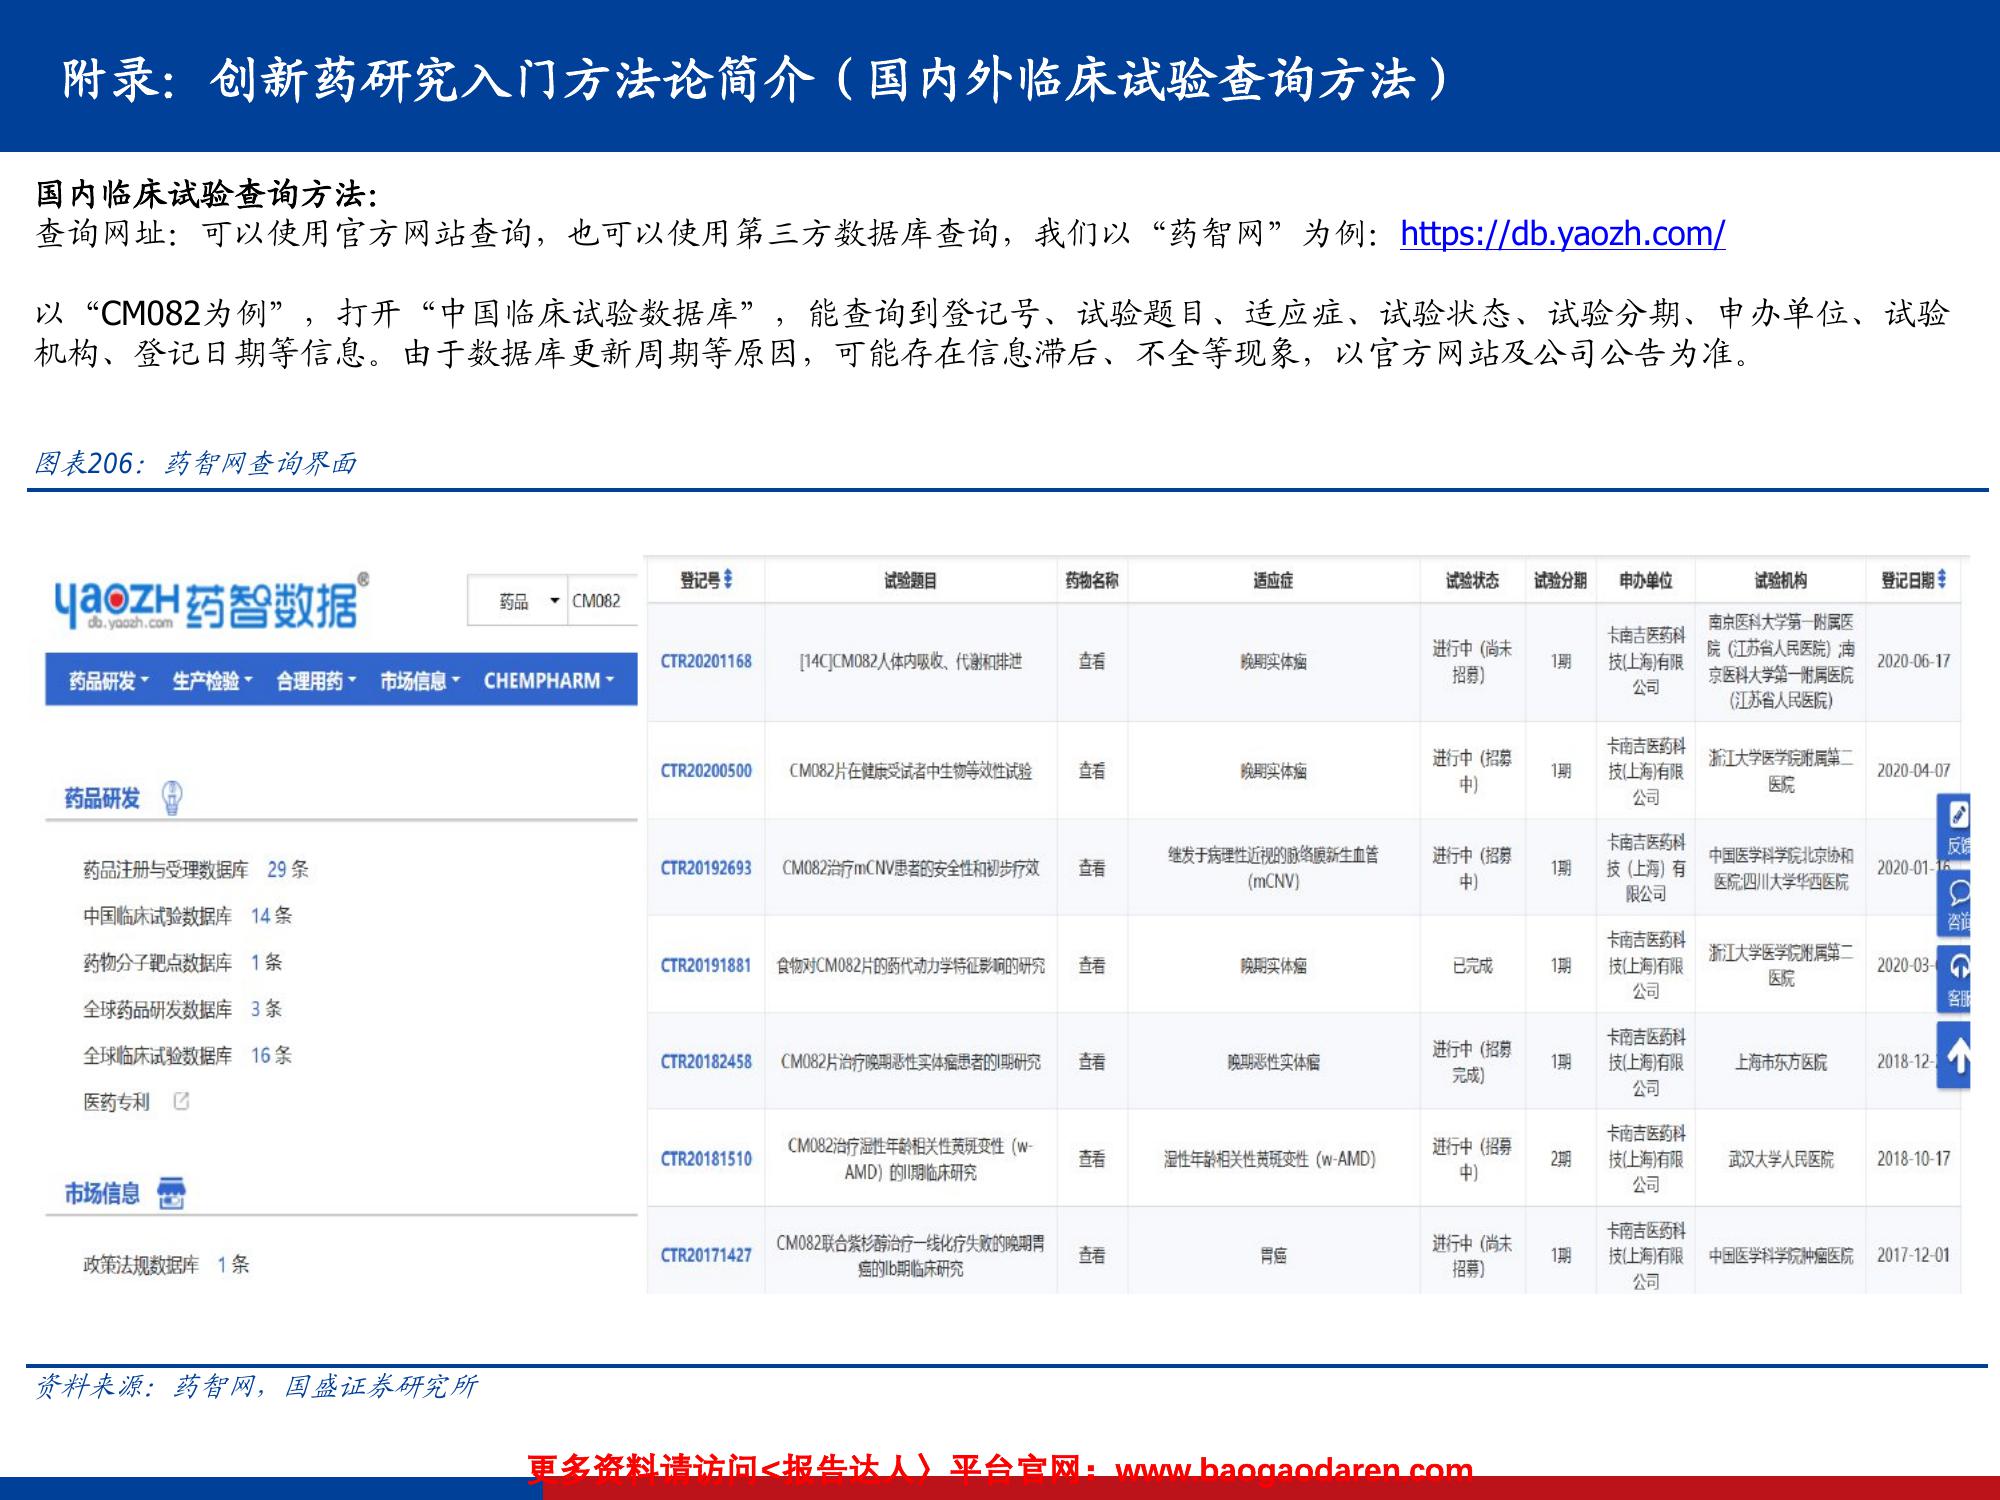 附录：创新药研究入门方法论简介（国内外临床试验查询方法）
国内临床试验查询方法：
查询网址：可以使用官方网站查询，也可以使用第三方数据库查询，我们以“药智网”为例：https://db.yaozh.com/
以“CM082为例”，打开“中国临床试验数据库”，能查询到登记号、试验题目、适应症、试验状态、试验分期、申办单位、试验
机构、登记日期等信息。由于数据库更新周期等原因，可能存在信息滞后、不全等现象，以官方网站及公司公告为准。
图表206：药智网查询界面
yaozh药智数据®
db.yaozh.com
药品 CM082
药品研发 生产检验 合理用药 市场信息 CHEMPHARM
药品研发
药品注册与受理数据库 29 条
中国临床试验数据库 14 条
药物分子靶点数据库 1 条
全球药品研发数据库 3 条
全球临床试验数据库 16 条
医药专利
市场信息
政策法规数据库 1 条
登记号 试验题目 药物名称 适应症 试验状态 试验分期 申办单位 试验机构 登记日期
CTR20201168 [14C]CM082人体内吸收、代谢和排泄 查看 晚期实体瘤 进行中（尚未招募） 1期 卡南吉医药科技(上海)有限公司 南京医科大学第一附属医院（江苏省人民医院）;南京医科大学第一附属医院（江苏省人民医院） 2020-06-17
CTR20200500 CM082片在健康受试者中生物等效性试验 查看 晚期实体瘤 进行中（招募中） 1期 卡南吉医药科技(上海)有限公司 浙江大学医学院附属第二医院 2020-04-07
CTR20192693 CM082治疗mCNV患者的安全性和初步疗效 查看 继发于病理性近视的脉络膜新生血管（mCNV） 进行中（招募中） 1期 卡南吉医药科技（上海）有限公司 中国医学科学院北京协和医院;四川大学华西医院 2020-01-16
CTR20191881 食物对CM082片的药代动力学特征影响的研究 查看 晚期实体瘤 已完成 1期 卡南吉医药科技(上海)有限公司 浙江大学医学院附属第二医院 2020-03-
CTR20182458 CM082片治疗晚期恶性实体瘤患者的I期研究 查看 晚期恶性实体瘤 进行中（招募完成） 1期 卡南吉医药科技(上海)有限公司 上海市东方医院 2018-12-
CTR20181510 CM082治疗湿性年龄相关性黄斑变性（w-AMD）的II期临床研究 查看 湿性年龄相关性黄斑变性（w-AMD） 进行中（招募中） 2期 卡南吉医药科技(上海)有限公司 武汉大学人民医院 2018-10-17
CTR20171427 CM082联合紫杉醇治疗一线化疗失败的晚期胃癌的Ib期临床研究 查看 胃癌 进行中（尚未招募） 1期 卡南吉医药科技(上海)有限公司 中国医学科学院肿瘤医院 2017-12-01
反馈
咨询
客服
资料来源：药智网，国盛证券研究所
更多资料请访问<报告达人〉平台官网：www.baogaodaren.com